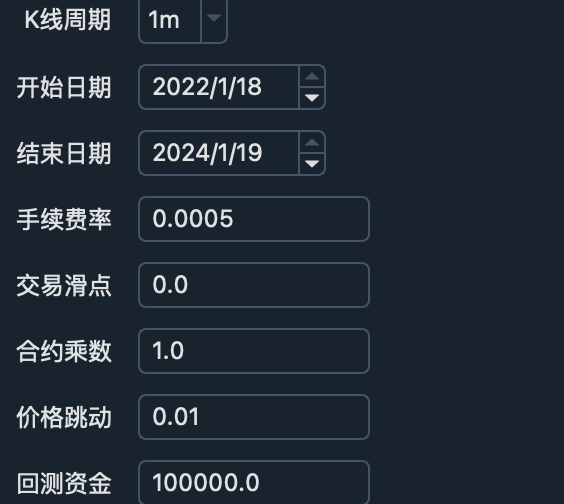 K线周期 1m
开始日期 2022/1/18
结束日期 2024/1/19
手续费率 0.0005
交易滑点 0.0
合约乘数 1.0
价格跳动 0.01
回测资金 100000.0